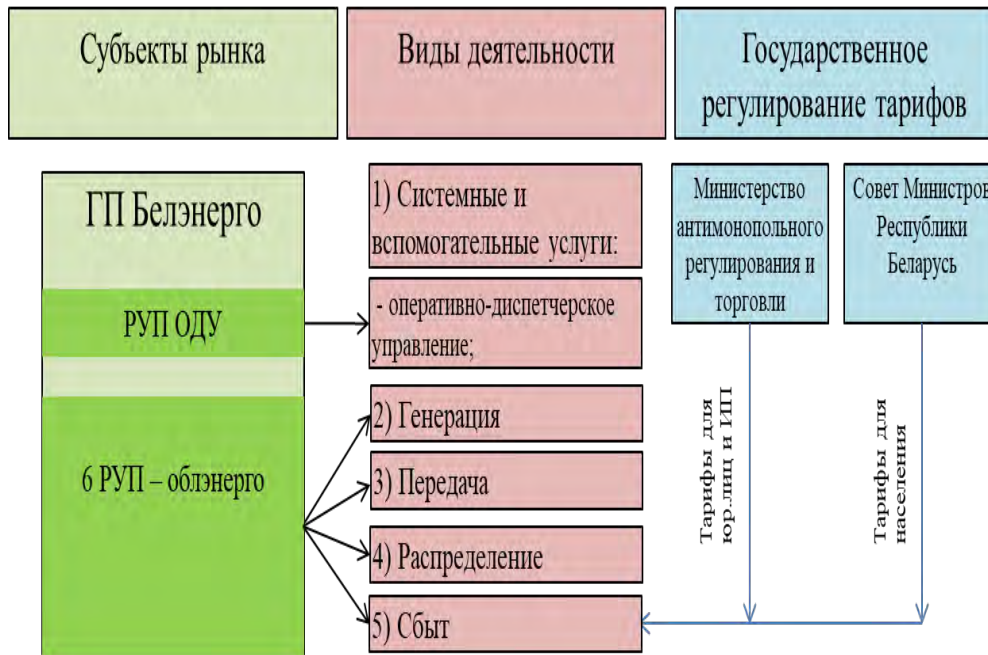 Субъекты рынка
Виды деятельности
Государственное
регулирование тарифов
ГП Белэнерго
РУП ОДУ
6 РУП – облэнерго
1) Системные и
вспомогательные услуги:
- оперативно-диспетчерское
управление;
2) Генерация
3) Передача
4) Распределение
5) Сбыт
Министерство
антимонопольного
регулирования и
торговли
Совет Министров
Республики
Беларусь
Тарифы для
юр.лиц и ИП
Тарифы для
населения